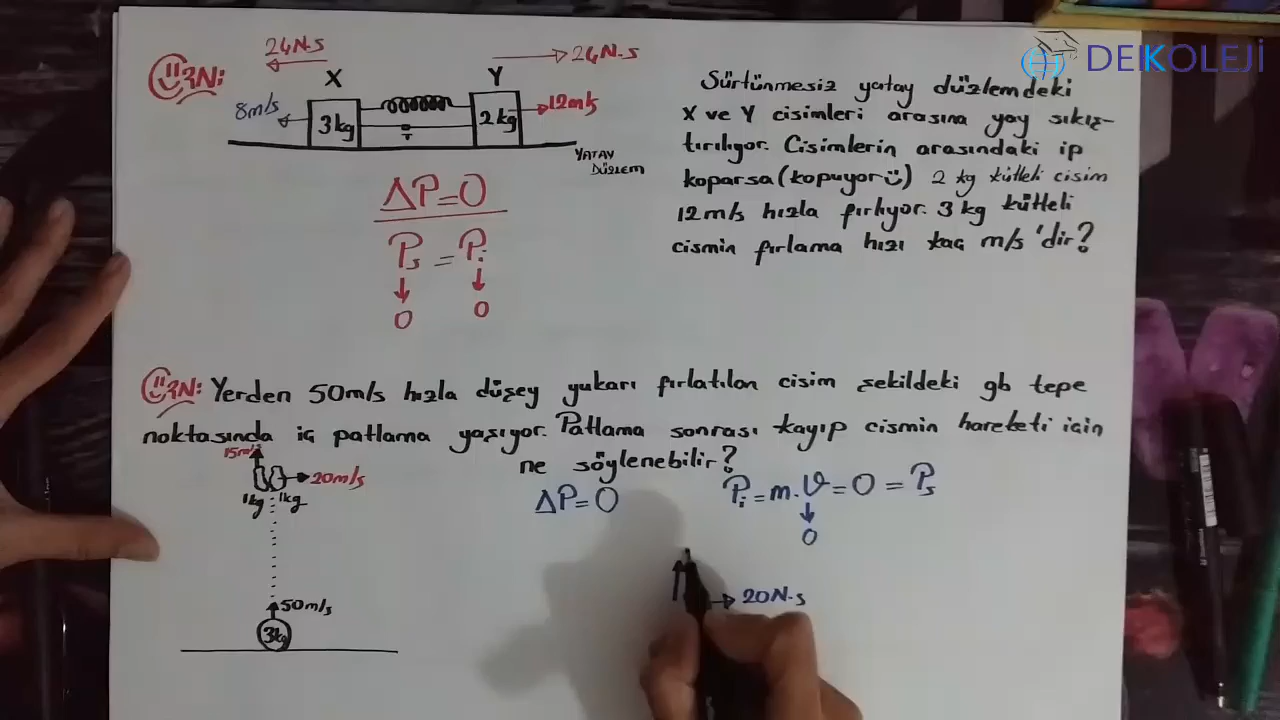 DEKOLEJİ
ÖRN:
24N.S
24N.S
X
Y
8m/s
3kg
T
2kg
12m/s
YATAY
DÜZLEM
ΔP=0
Ps = Pi
0 0
Sürtünmesiz yatay düzlemdeki
X ve Y cisimleri arasına yay sıkış-
tırılıyor. Cisimlerin arasındaki ip
koparsa (kopuyorü) 2 kg kütleli cisim
12m/s hızla fırlıyor. 3 kg kütleli
cismin fırlama hızı kaç m/s 'dir?
ÖRN: Yerden 50m/s hızla düşey yukarı fırlatılan cisim şekildeki gb tepe
noktasında iç patlama yaşıyor. Patlama sonrası kayıp cismin hareketi için
ne söylenebilir?
15m/s
20m/s
1kg 1kg
50m/s
3kg
ΔP=0
Pi = m.ϑ = 0 = Ps
0
20N.s